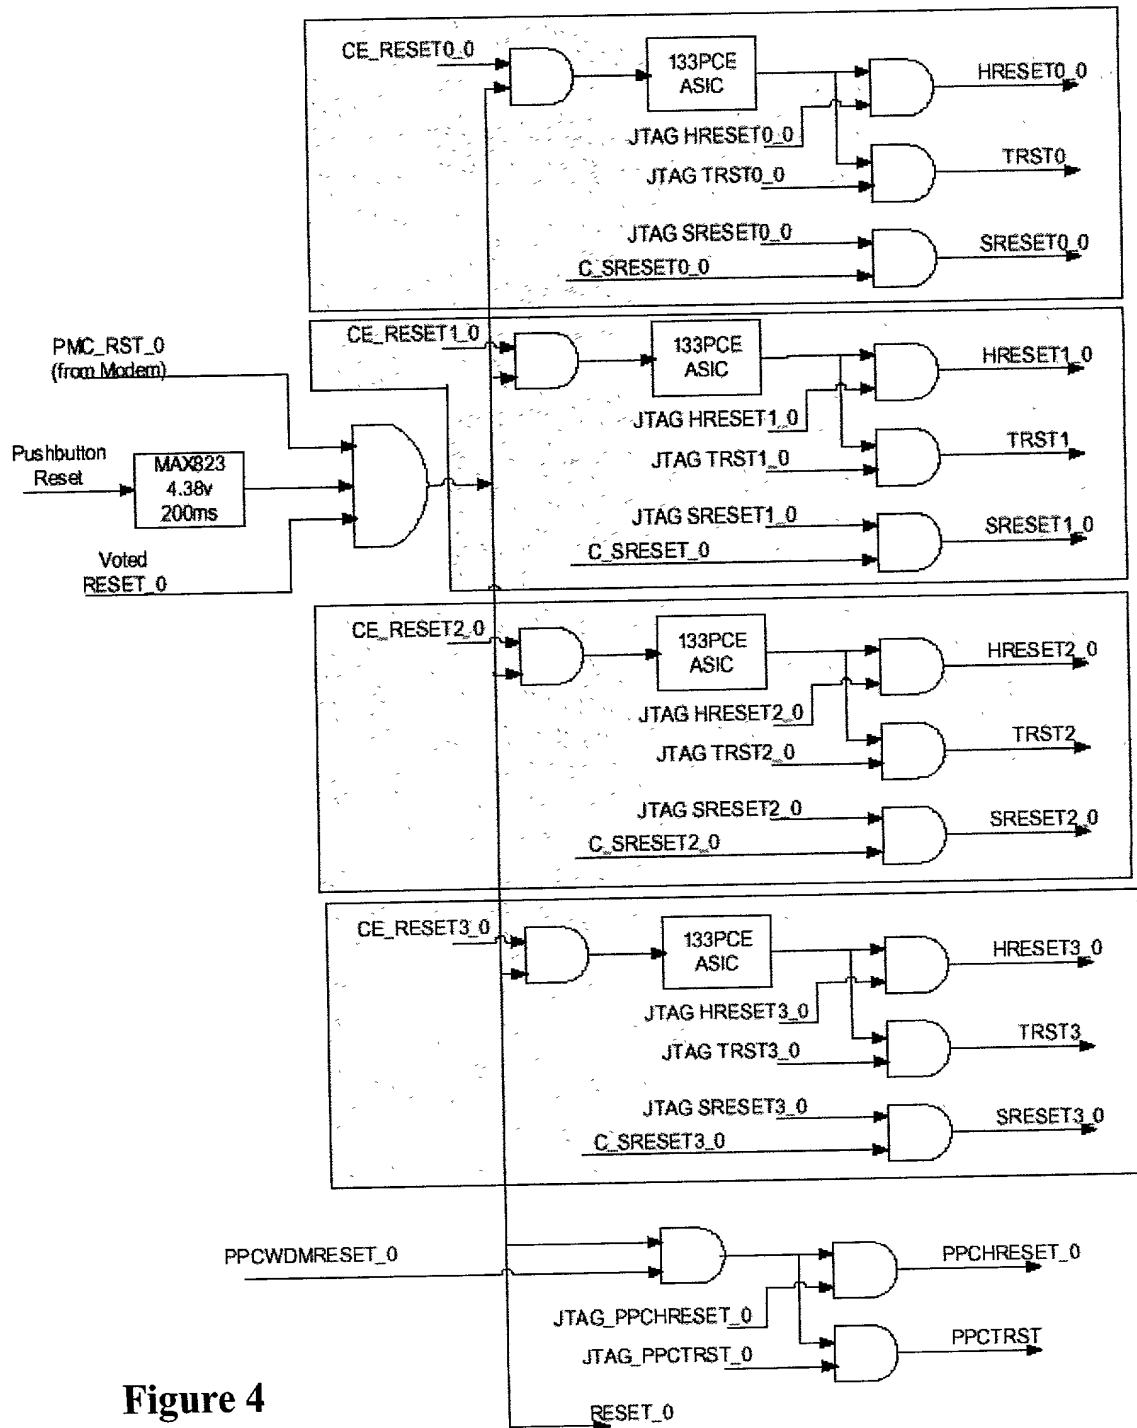 CE_RESET0_0
133PCE
ASIC
HRESET0_0
JTAG HRESET0_0
TRST0
JTAG TRST0_0
JTAG SRESET0_0
SRESET0_0
C_SRESET0_0
CE_RESET1_0
133PCE
ASIC
HRESET1_0
JTAG HRESET1_0
TRST1
JTAG TRST1_0
JTAG SRESET1_0
SRESET1_0
C_SRESET_0
PMC_RST_0
(from Modem)
Pushbutton
Reset
MAX823
4.38v
200ms
Voted
RESET_0
CE_RESET2_0
133PCE
ASIC
HRESET2_0
JTAG HRESET2_0
TRST2
JTAG TRST2_0
JTAG SRESET2_0
SRESET2_0
C_SRESET2_0
CE_RESET3_0
133PCE
ASIC
HRESET3_0
JTAG HRESET3_0
TRST3
JTAG TRST3_0
JTAG SRESET3_0
SRESET3_0
C_SRESET3_0
PPCWDMRESET_0
PPCHRESET_0
JTAG_PPCHRESET_0
PPCTRST
JTAG_PPCTRST_0
RESET_0
Figure 4